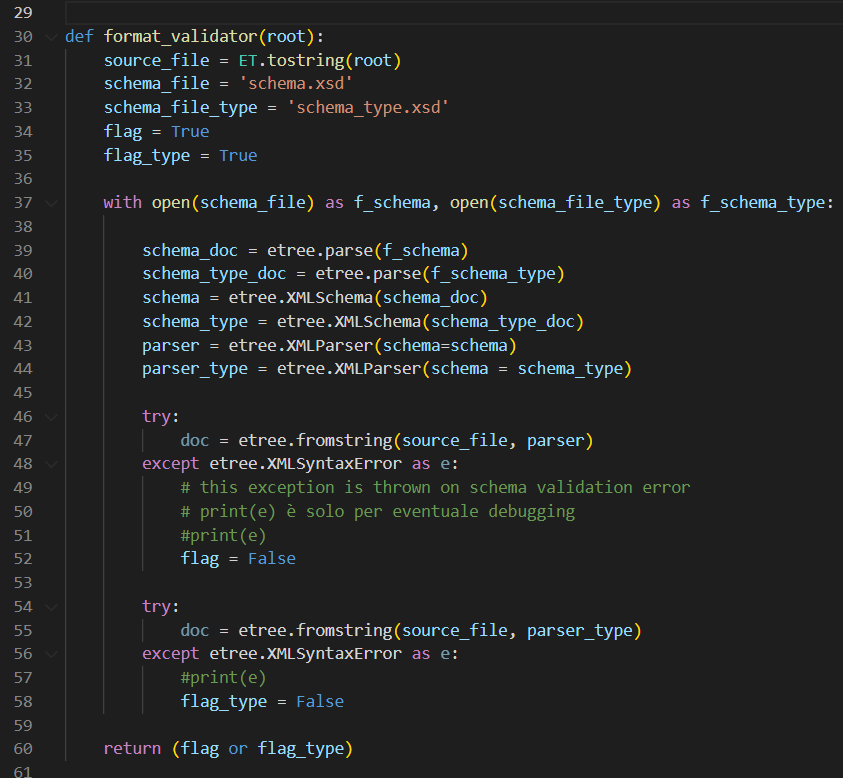 29
30 def format_validator(root):
31     source_file = ET.tostring(root)
32     schema_file = 'schema.xsd'
33     schema_file_type = 'schema_type.xsd'
34     flag = True
35     flag_type = True
36
37     with open(schema_file) as f_schema, open(schema_file_type) as f_schema_type:
38
39         schema_doc = etree.parse(f_schema)
40         schema_type_doc = etree.parse(f_schema_type)
41         schema = etree.XMLSchema(schema_doc)
42         schema_type = etree.XMLSchema(schema_type_doc)
43         parser = etree.XMLParser(schema=schema)
44         parser_type = etree.XMLParser(schema = schema_type)
45
46         try:
47             doc = etree.fromstring(source_file, parser)
48         except etree.XMLSyntaxError as e:
49             # this exception is thrown on schema validation error
50             # print(e) è solo per eventuale debugging
51             #print(e)
52             flag = False
53
54         try:
55             doc = etree.fromstring(source_file, parser_type)
56         except etree.XMLSyntaxError as e:
57             #print(e)
58             flag_type = False
59
60     return (flag or flag_type)
61